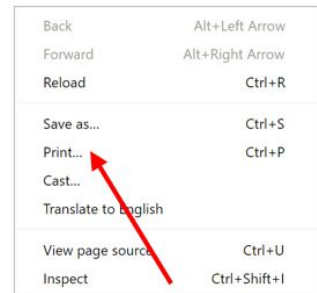 Back Alt+Left Arrow
Forward Alt+Right Arrow
Reload Ctrl+R
Save as... Ctrl+S
Print... Ctrl+P
Cast...
Translate to English
View page source Ctrl+U
Inspect Ctrl+Shift+I